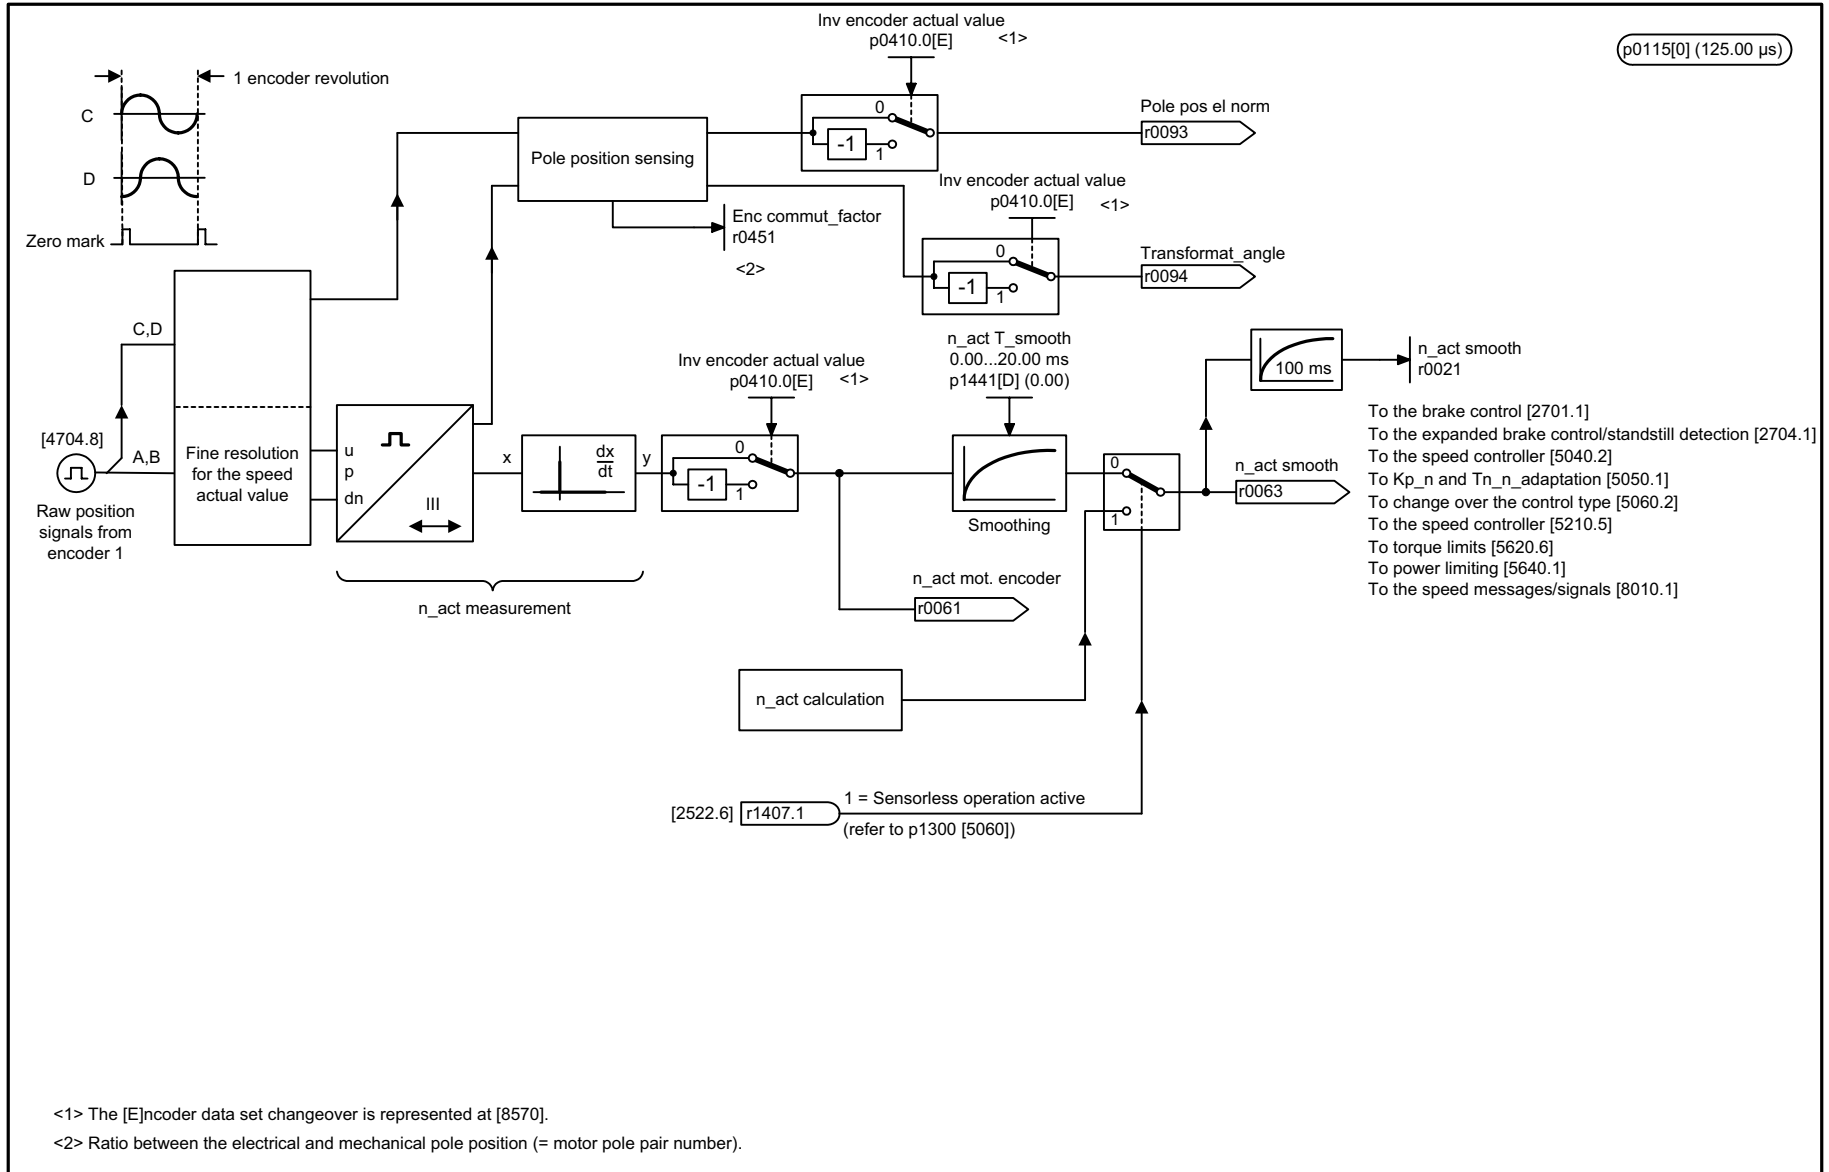 Inv encoder actual value
p0410.0[E] <1>
p0115[0] (125.00 µs)
1 encoder revolution
C
D
Zero mark
Pole position sensing
0
-1
1
Pole pos el norm
r0093
Inv encoder actual value
p0410.0[E] <1>
Enc commut_factor
r0451
<2>
0
-1
1
Transformat_angle
r0094
C,D
[4704.8]
A,B
Raw position
signals from
encoder 1
Fine resolution
for the speed
actual value
u
p
dn
III
x
dx
dt
y
n_act measurement
Inv encoder actual value
p0410.0[E] <1>
0
-1
1
n_act T_smooth
0.00...20.00 ms
p1441[D] (0.00)
Smoothing
0
1
100 ms
n_act smooth
r0021
n_act smooth
r0063
To the brake control [2701.1]
To the expanded brake control/standstill detection [2704.1]
To the speed controller [5040.2]
To Kp_n and Tn_n_adaptation [5050.1]
To change over the control type [5060.2]
To the speed controller [5210.5]
To torque limits [5620.6]
To power limiting [5640.1]
To the speed messages/signals [8010.1]
n_act mot. encoder
r0061
n_act calculation
[2522.6] r1407.1
1 = Sensorless operation active
(refer to p1300 [5060])
<1> The [E]ncoder data set changeover is represented at [8570].
<2> Ratio between the electrical and mechanical pole position (= motor pole pair number).